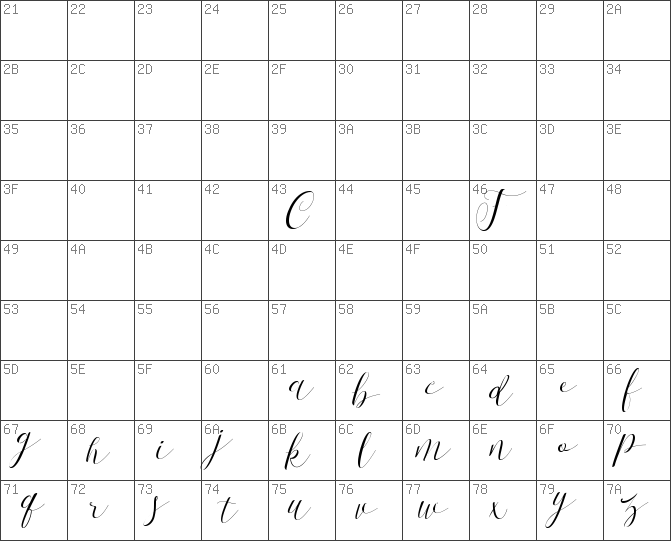 21 22 23 24 25 26 27 28 29 2A
2B 2C 2D 2E 2F 30 31 32 33 34
35 36 37 38 39 3A 3B 3C 3D 3E
3F 40 41 42 43 44 45 46 47 48
C F
49 4A 4B 4C 4D 4E 4F 50 51 52
53 54 55 56 57 58 59 5A 5B 5C
5D 5E 5F 60 61 62 63 64 65 66
a b c d e f
67 68 69 6A 6B 6C 6D 6E 6F 70
g h i j k l m n o p
71 72 73 74 75 76 77 78 79 7A
q r s t u v w x y z